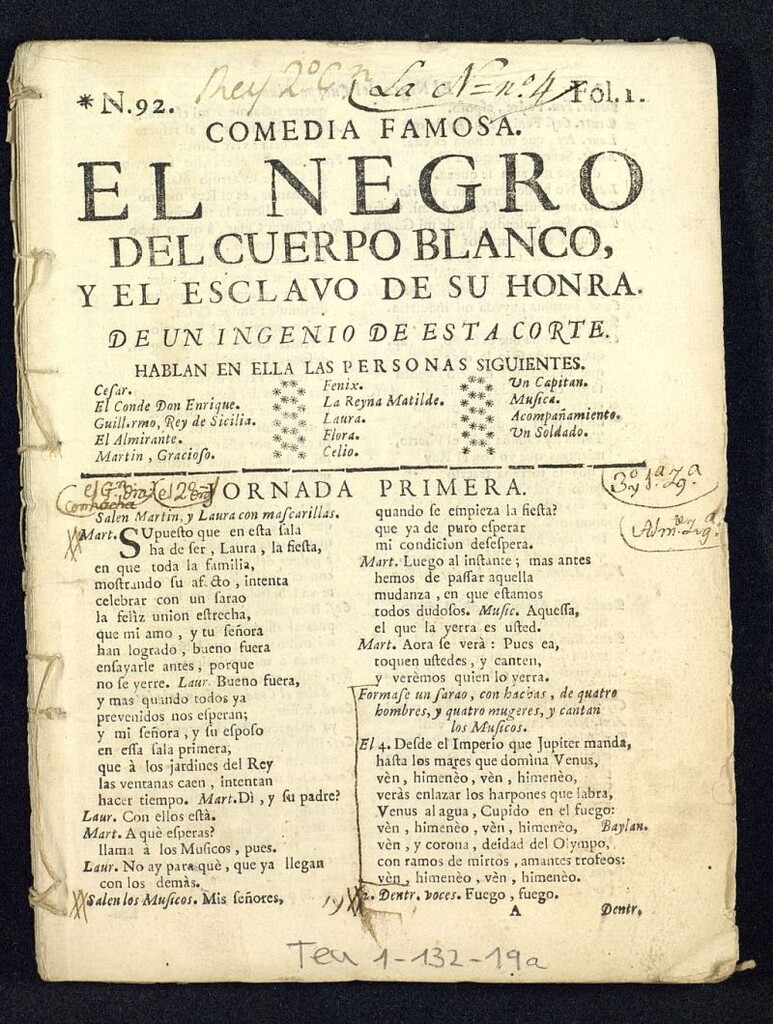 * N.92. Rey 2º La N= nº. 4 Fol. 1.
COMEDIA FAMOSA.
EL NEGRO
DEL CUERPO BLANCO,
Y EL ESCLAVO DE SU HONRA.
DE UN INGENIO DE ESTA CORTE.
HABLAN EN ELLA LAS PERSONAS SIGUIENTES.
Cesar.
El Conde Don Enrique.
Guill.rmo, Rey de Sicilia.
El Almirante.
Martin , Gracioso.
Fenix.
La Reyna Matilde.
Laura.
Flora.
Celio.
Un Capitan.
Musica.
Acompañamiento.
Un Soldado.
JORNADA PRIMERA.
Salen Martin, y Laura con mascarillas.
Mart. SUpuesto que en esta sala
ha de ser , Laura , la fiesta,
en que toda la familia,
mostrando su af.cto , intenta
celebrar con un sarao
la feliz union estrecha,
que mi amo , y tu señora
han logrado , bueno fuera
ensayarle antes , porque
no se yerre. Laur. Bueno fuera,
y mas quando todos ya
prevenidos nos esperan;
y mi señora , y su esposo
en essa sala primera,
que à los jardines del Rey
las ventanas caen , intentan
hacer tiempo. Mart. Dì , y su padre?
Laur. Con ellos està.
Mart. A què esperas?
llama à los Musicos , pues.
Laur. No ay para què , que ya llegan
con los demàs.
Salen los Musicos. Mis señores,
quando se empieza la fiesta?
que ya de puro esperar
mi condicion desespera.
Mart. Luego al instante ; mas antes
hemos de passar aquella
mudanza , en que estamos
todos dudosos. Music. Aquessa,
el que la yerra es usted.
Mart. Aora se verà : Pues ea,
toquen ustedes , y canten,
y verèmos quien lo yerra.
Formase un sarao, con hachas , de quatro
hombres, y quatro mugeres, y cantan
los Musicos.
El 4. Desde el Imperio que Jupiter manda,
hasta los mares que domina Venus,
vèn , himenèo , vèn , himenèo,
veràs enlazar los harpones que labra,
Venus al agua , Cupido en el fuego:
vèn , himenèo , vèn , himenèo, Baylan.
vèn , y corona , deidad del Olympo,
con ramos de mirtos , amantes trofeos:
vèn , himenèo , vèn , himenèo.
2. Dentr. voces. Fuego , fuego.
A Dentr.
Tea 1-132-19a